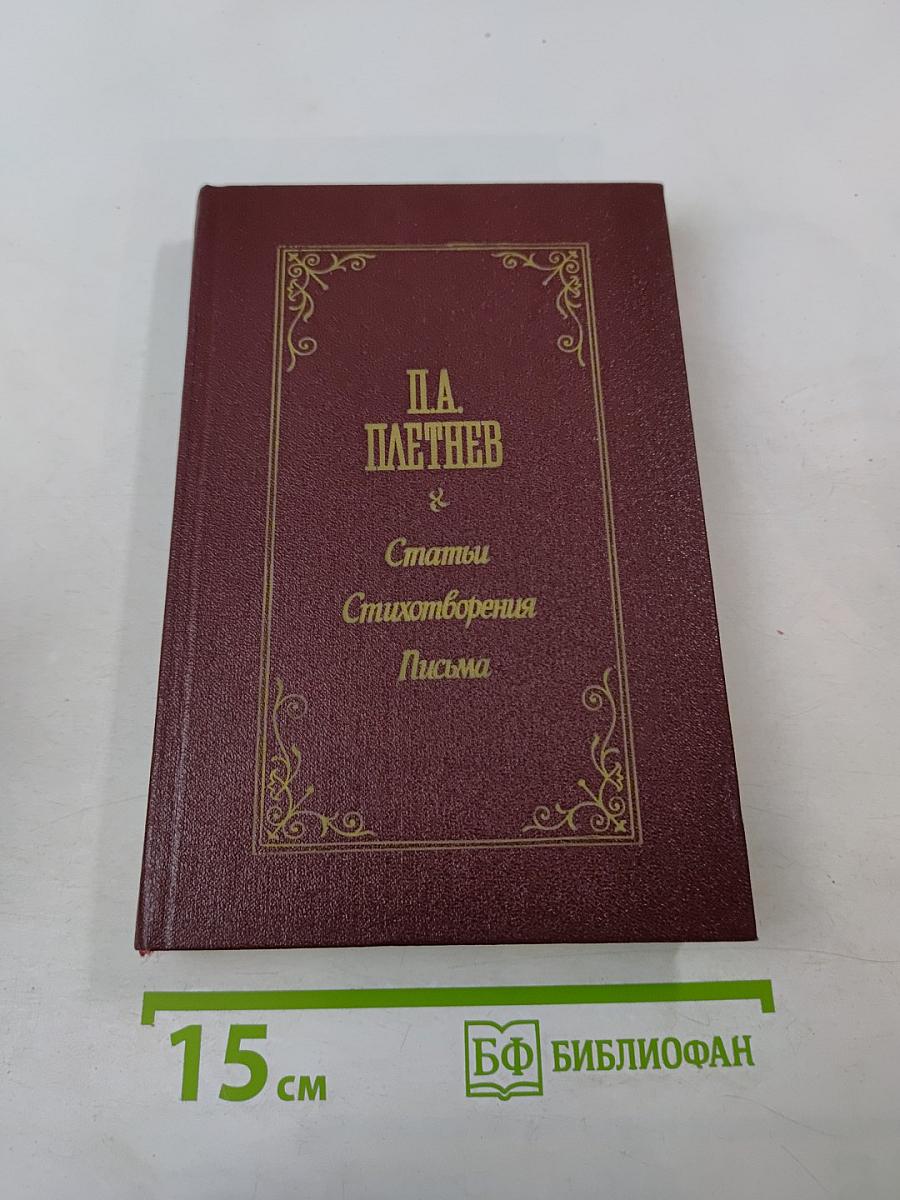 П.А.
ПЛЕТНЕВ
Статьи
Стихотворения
Письма
15 см
БФ БИБЛИОФАН